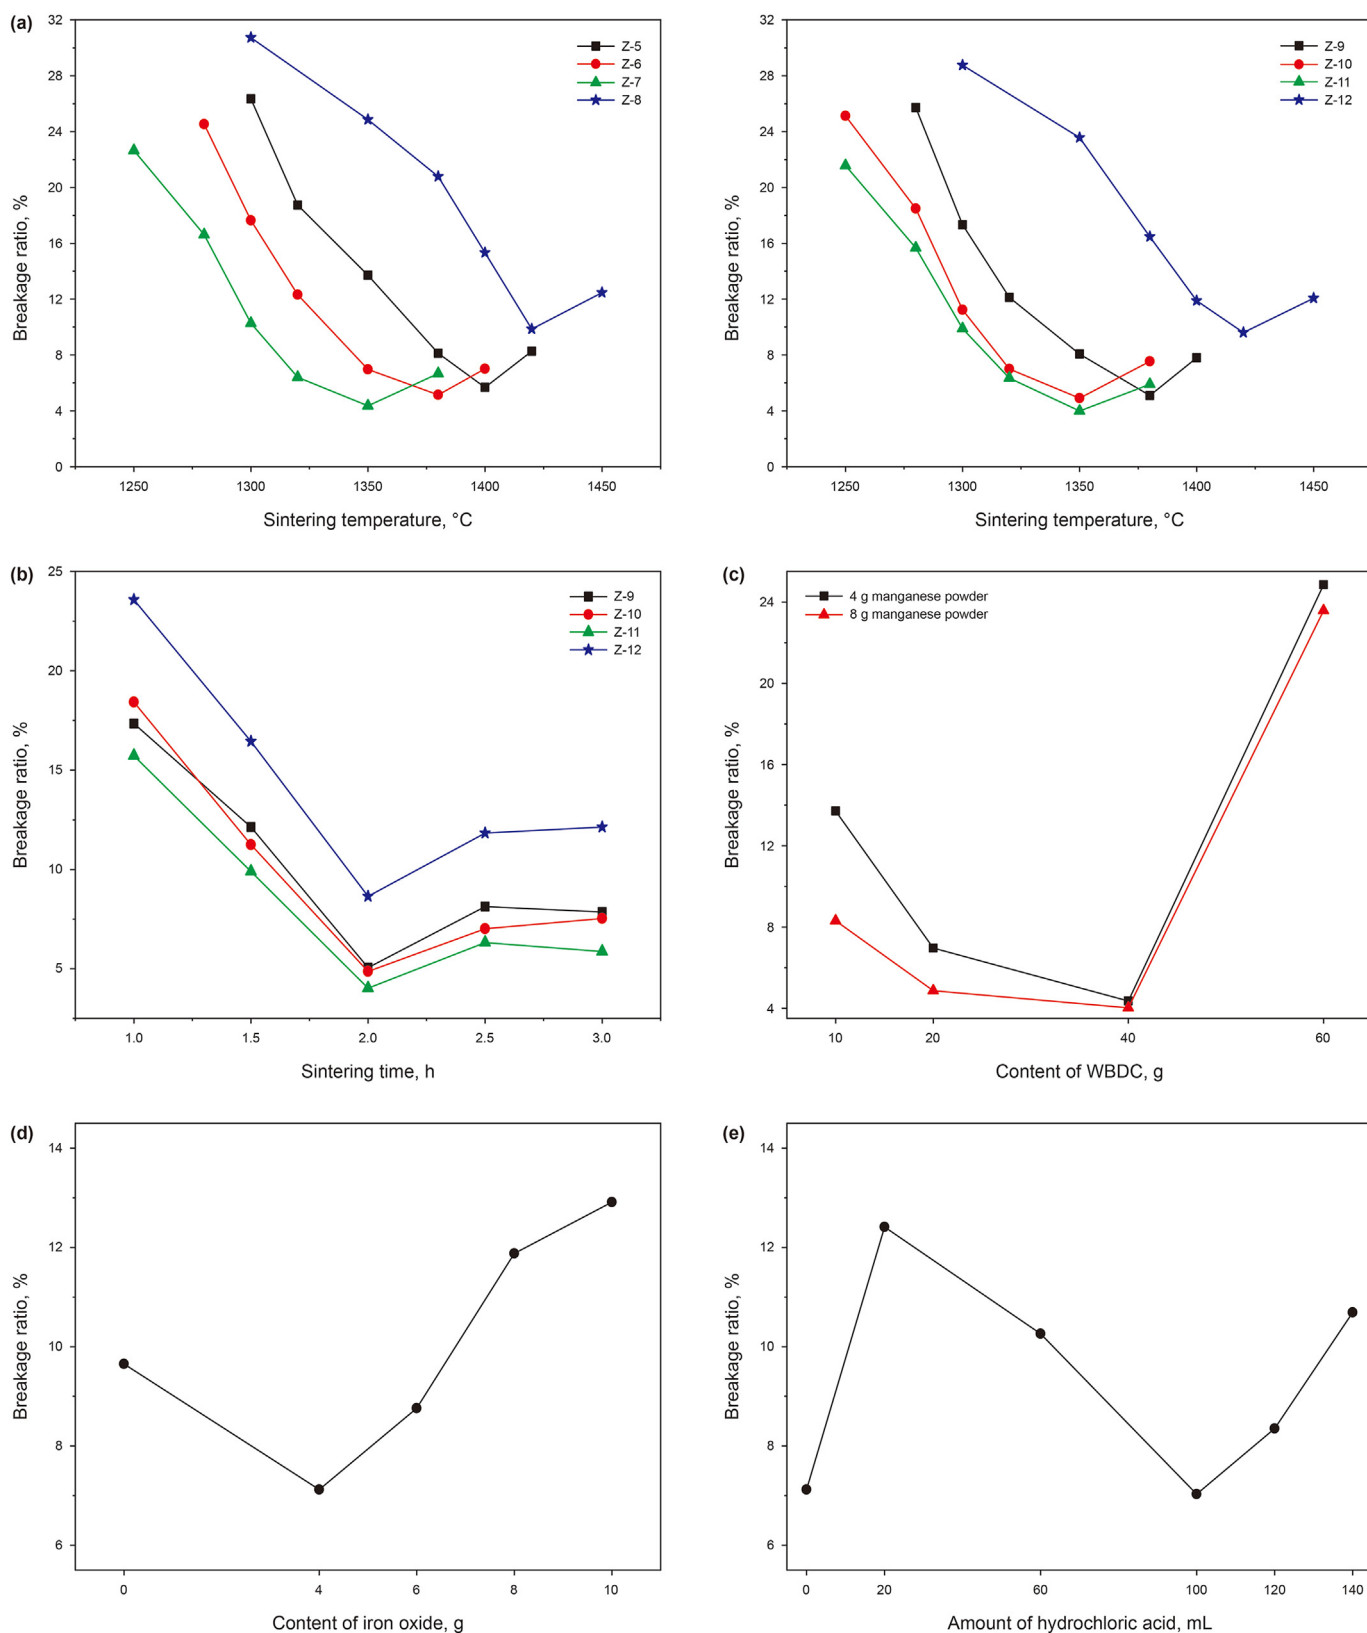 (a)
32
28
24
20
16
12
8
4
0
Breakage ratio, %
Z-5
Z-6
Z-7
Z-8
1250 1300 1350 1400 1450
Sintering temperature, °C
32
28
24
20
16
12
8
4
0
Breakage ratio, %
Z-9
Z-10
Z-11
Z-12
1250 1300 1350 1400 1450
Sintering temperature, °C
(b)
25
20
15
10
5
Breakage ratio, %
Z-9
Z-10
Z-11
Z-12
1.0 1.5 2.0 2.5 3.0
Sintering time, h
(c)
24
20
16
12
8
4
Breakage ratio, %
4 g manganese powder
8 g manganese powder
10 20 40 60
Content of WBDC, g
(d)
14
12
10
8
6
Breakage ratio, %
0 4 6 8 10
Content of iron oxide, g
(e)
14
12
10
8
6
Breakage ratio, %
0 20 60 100 120 140
Amount of hydrochloric acid, mL